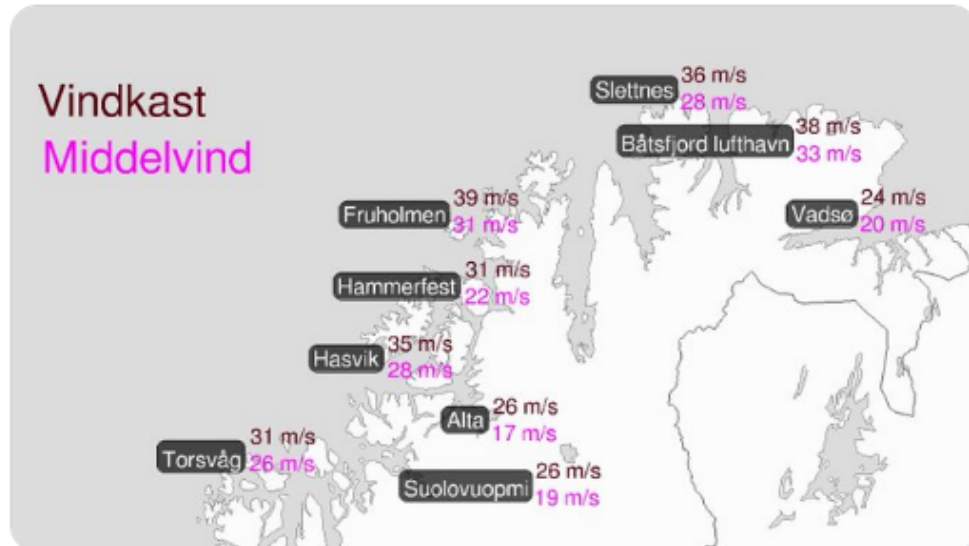 Vindkast
Middelvind
Slettnes
36 m/s
28 m/s
Båtsfjord lufthavn
38 m/s
33 m/s
Fruholmen
39 m/s
31 m/s
Vadsø
24 m/s
20 m/s
Hammerfest
31 m/s
22 m/s
Hasvik
35 m/s
28 m/s
Alta
26 m/s
17 m/s
Torsvåg
31 m/s
26 m/s
Suolovuopmi
26 m/s
19 m/s